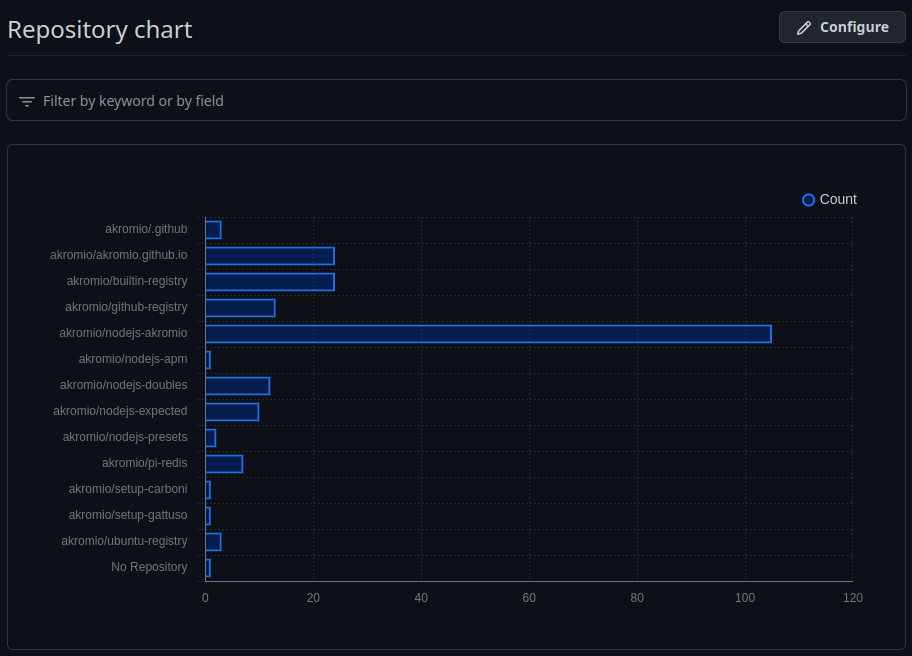 Repository chart
Configure
Filter by keyword or by field
Count
akromio/.github
akromio/akromio.github.io
akromio/builtin-registry
akromio/github-registry
akromio/nodejs-akromio
akromio/nodejs-apm
akromio/nodejs-doubles
akromio/nodejs-expected
akromio/nodejs-presets
akromio/pi-redis
akromio/setup-carboni
akromio/setup-gattuso
akromio/ubuntu-registry
No Repository
0 20 40 60 80 100 120